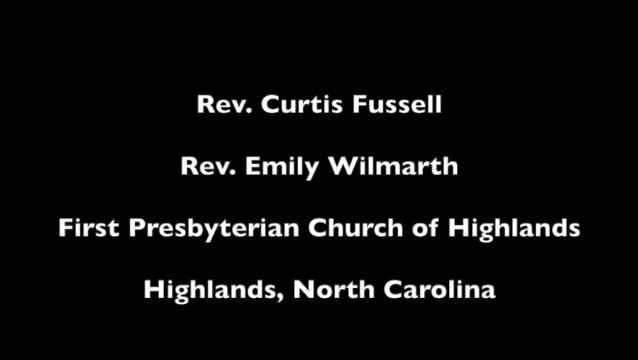 Rev. Curtis Fussell
Rev. Emily Wilmarth
First Presbyterian Church of Highlands
Highlands, North Carolina